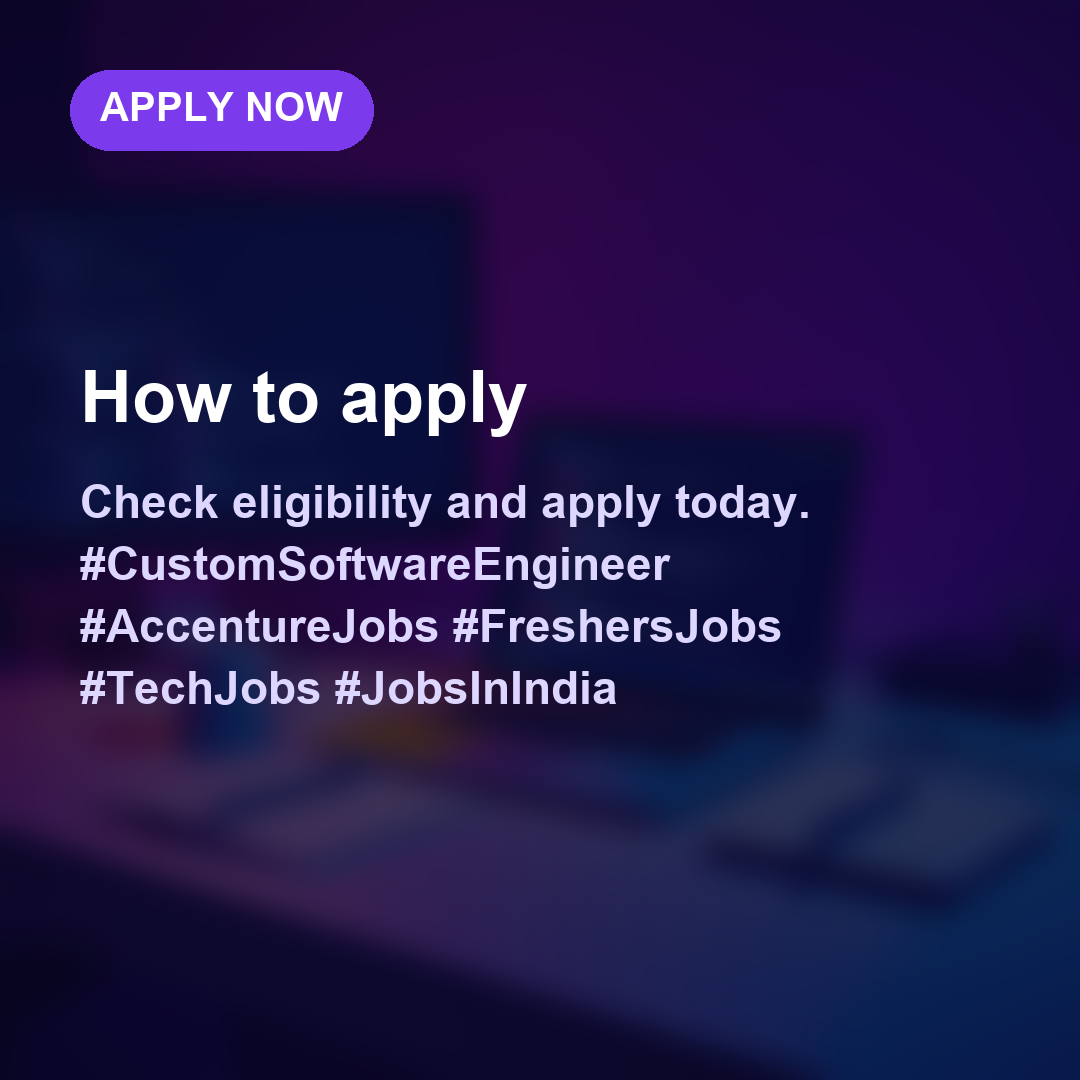 APPLY NOW
How to apply
Check eligibility and apply today.
#CustomSoftwareEngineer
#AccentureJobs #FreshersJobs
#TechJobs #JobsInIndia